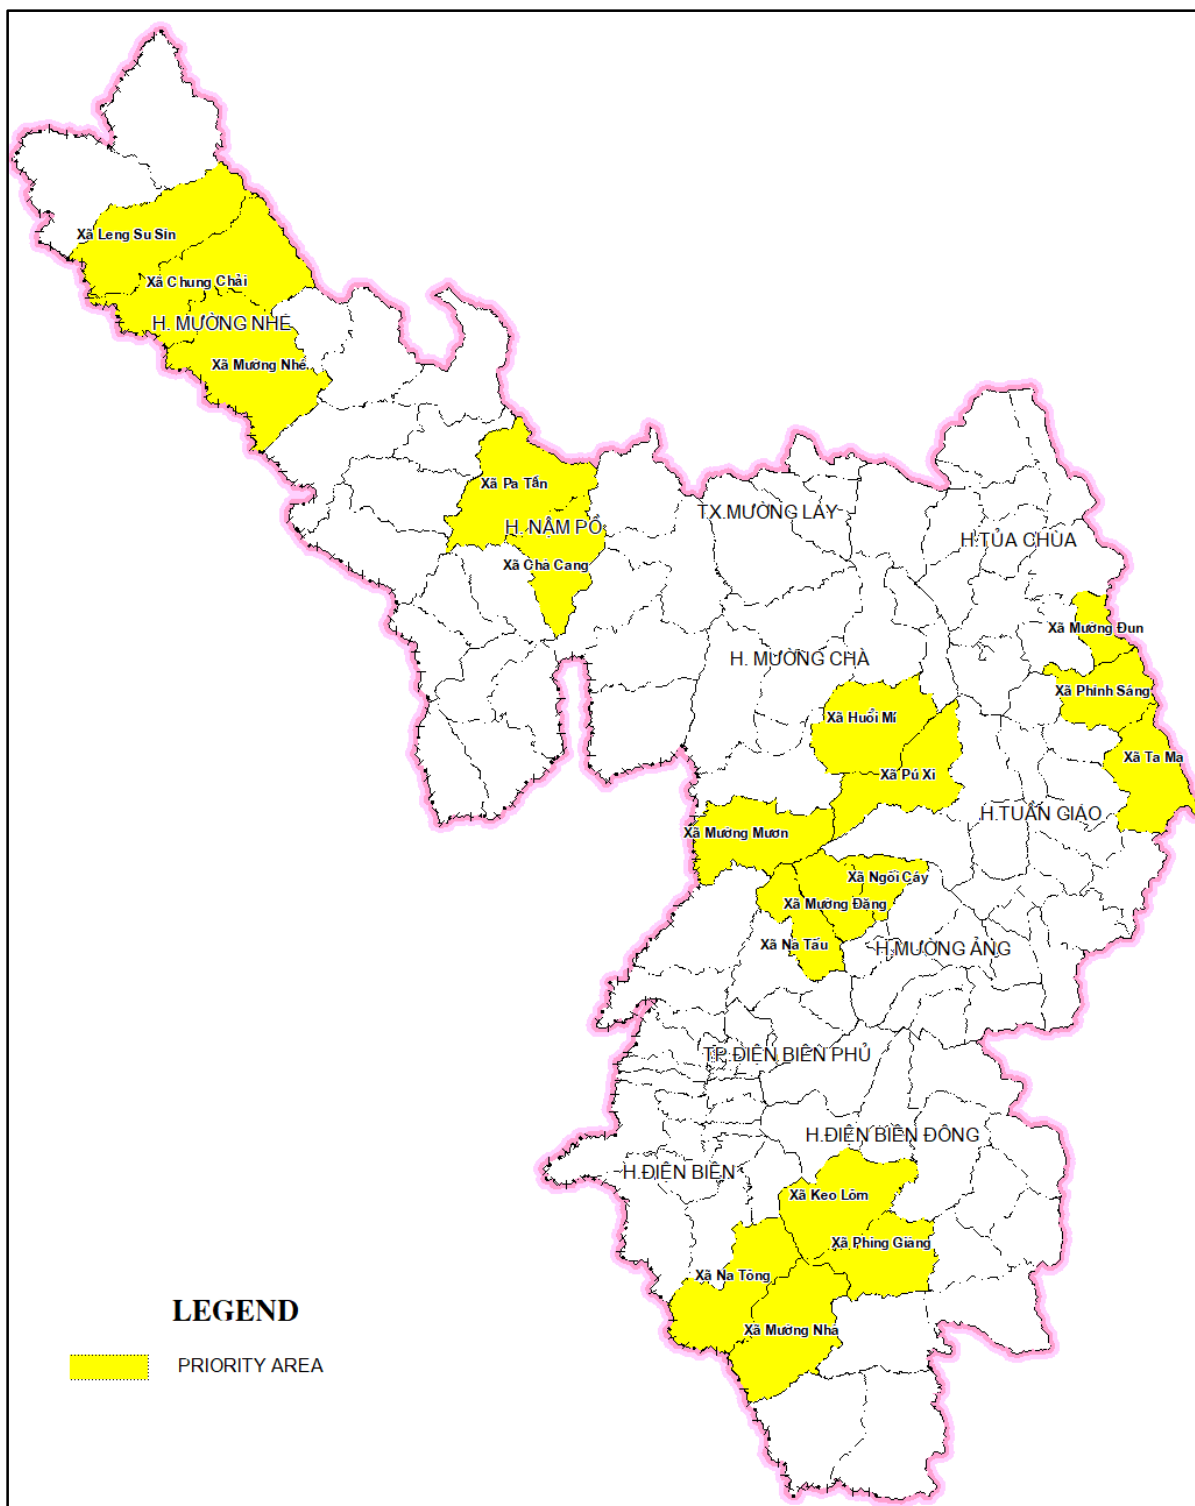 Xã Leng Su Sìn
Xã Chung Chải
H. MƯỜNG NHÉ
Xã Mường Nhé
Xã Pa Tần
T.X.MƯỜNG LAY
H. NẬM PỒ
H.TỦA CHÙA
Xã Chà Cang
Xã Mường Đun
H. MƯỜNG CHÀ
Xã Phình Sáng
Xã Huổi Mí
Xã Ta Ma
Xã Pú Xi
H.TUẦN GIÁO
Xã Mường Mươn
Xã Ngối Cáy
Xã Mường Đặng
Xã Nà Tấu
H.MƯỜNG ẢNG
TP.ĐIỆN BIÊN PHỦ
H.ĐIỆN BIÊN ĐÔNG
H.ĐIỆN BIÊN
Xã Keo Lôm
Xã Phing Giàng
Xã Na Tông
Xã Mường Nhà
LEGEND
PRIORITY AREA